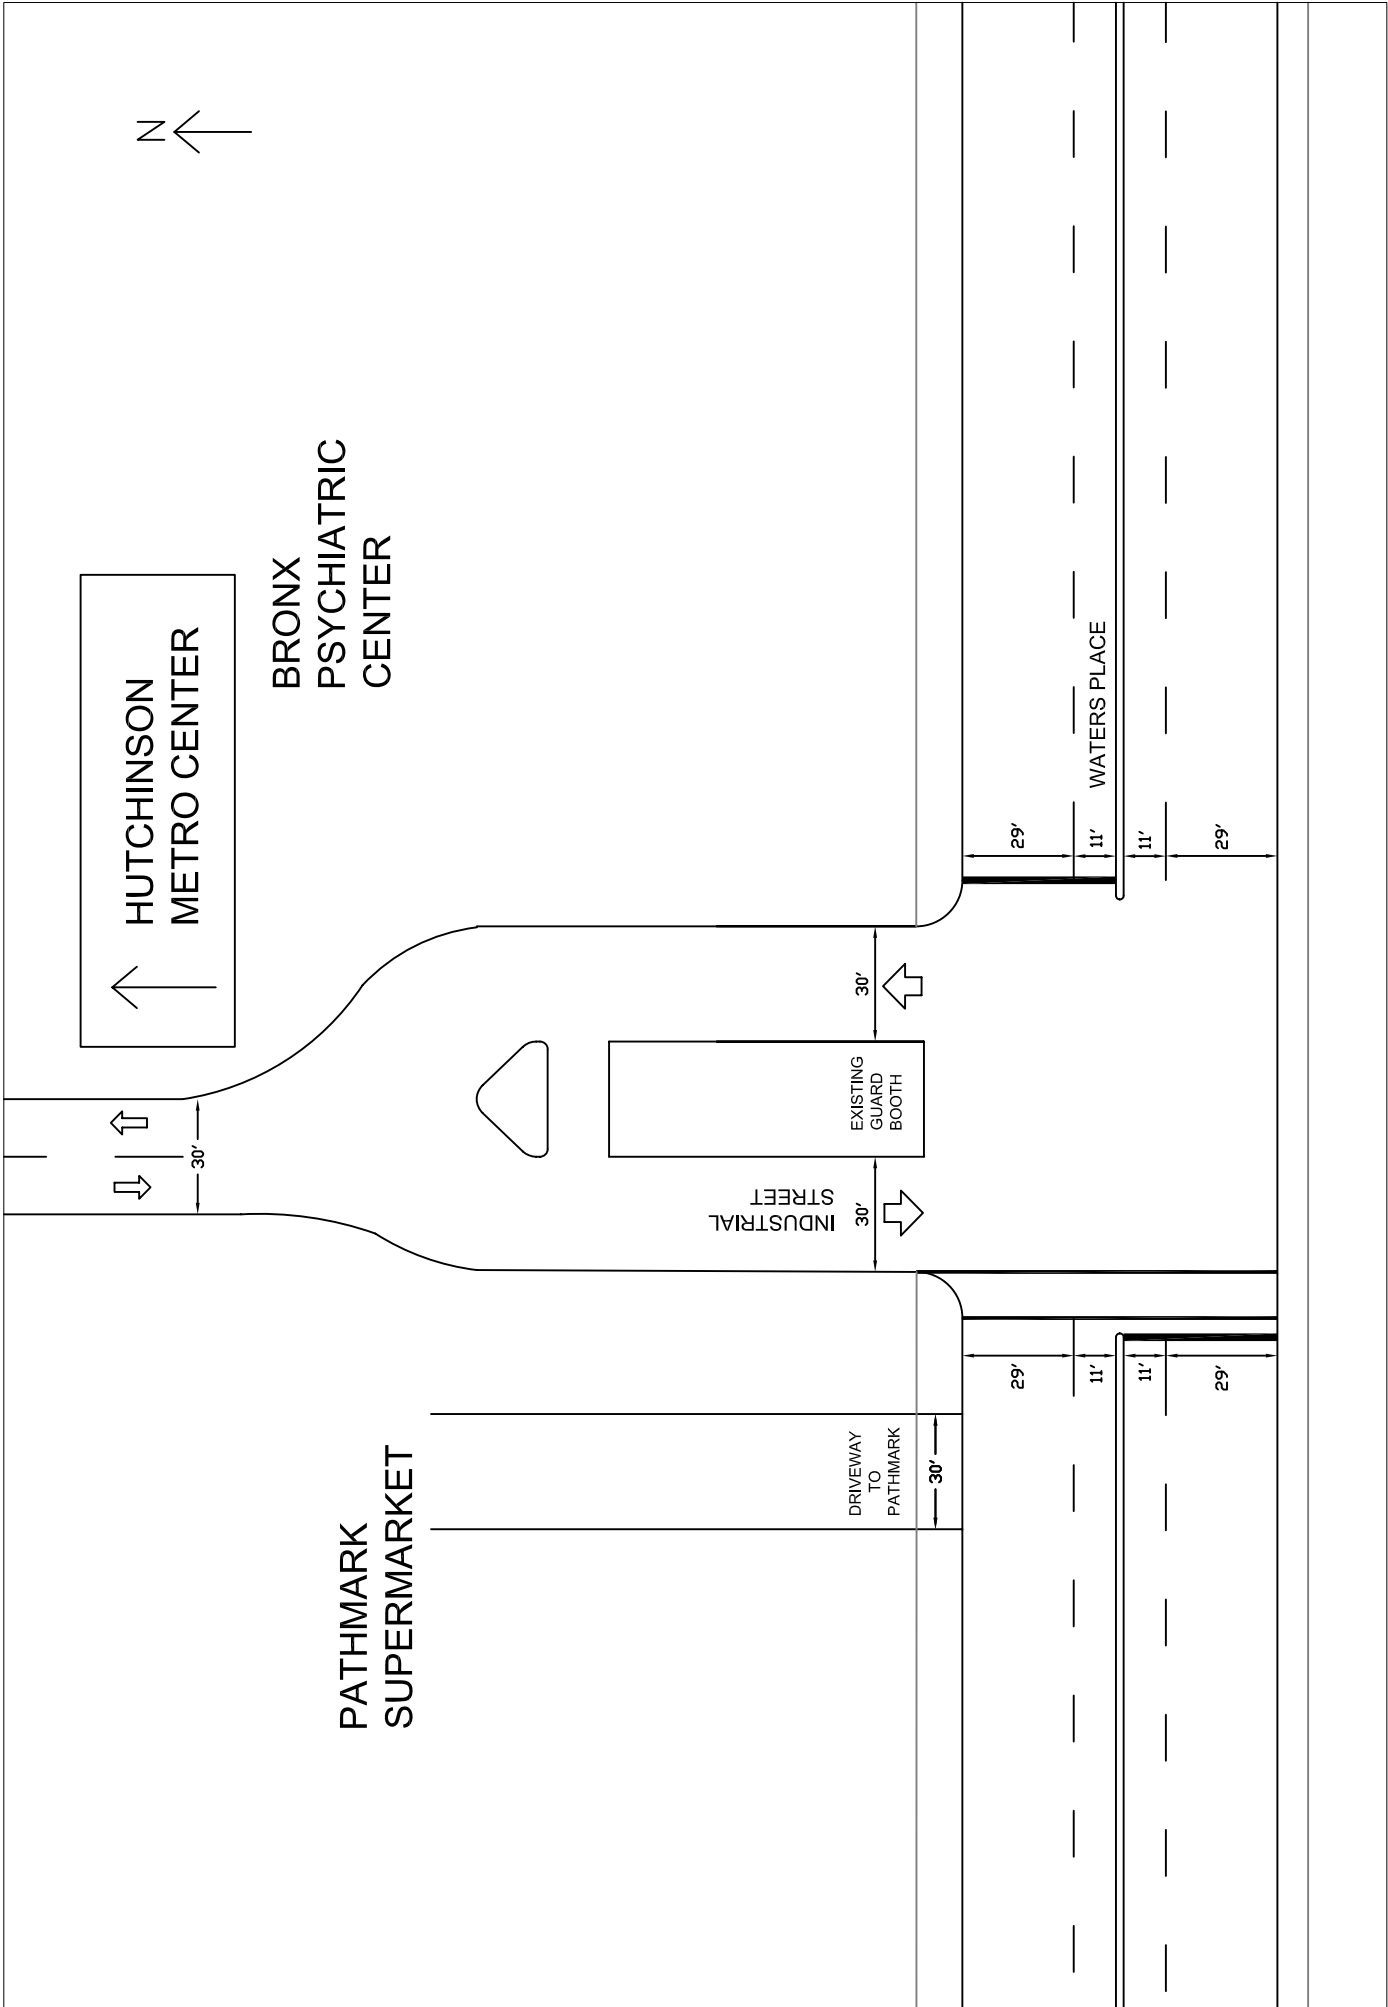 N
HUTCHINSON
METRO CENTER
BRONX
PSYCHIATRIC
CENTER
PATHMARK
SUPERMARKET
30'
INDUSTRIAL
STREET
EXISTING
GUARD
BOOTH
30'
30'
DRIVEWAY
TO
PATHMARK
30'
WATERS PLACE
29'
11'
11'
29'
29'
11'
11'
29'